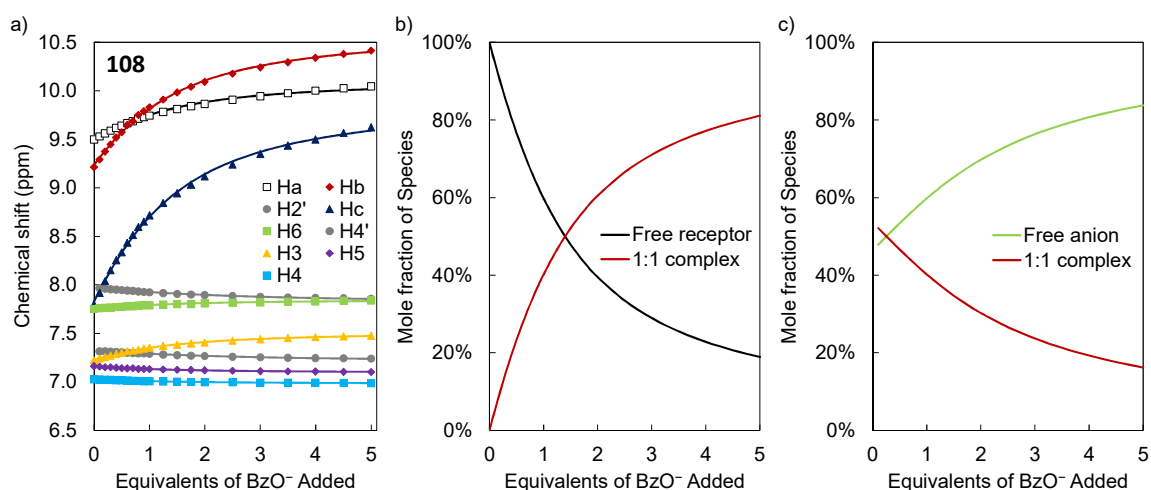 a)
108
Chemical shift (ppm)
10.5
10.0
9.5
9.0
8.5
8.0
7.5
7.0
6.5
Ha Hb
H2' Hc
H6 H4'
H3 H5
H4
0 1 2 3 4 5
Equivalents of BzO⁻ Added
b)
Mole fraction of Species
100%
80%
60%
40%
20%
0%
Free receptor
1:1 complex
0 1 2 3 4 5
Equivalents of BzO⁻ Added
c)
Mole fraction of Species
100%
80%
60%
40%
20%
0%
Free anion
1:1 complex
0 1 2 3 4 5
Equivalents of BzO⁻ Added